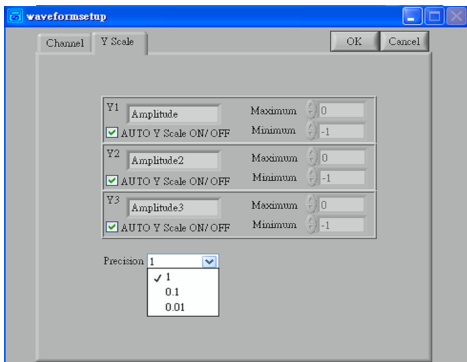 waveformsetup
Channel Y Scale OK Cancel
Y1 Amplitude Maximum 0
AUTO Y Scale ON/ OFF Minimum -1
Y2 Amplitude2 Maximum 0
AUTO Y Scale ON/ OFF Minimum -1
Y3 Amplitude3 Maximum 0
AUTO Y Scale ON/ OFF Minimum -1
Precision 1
1
0.1
0.01